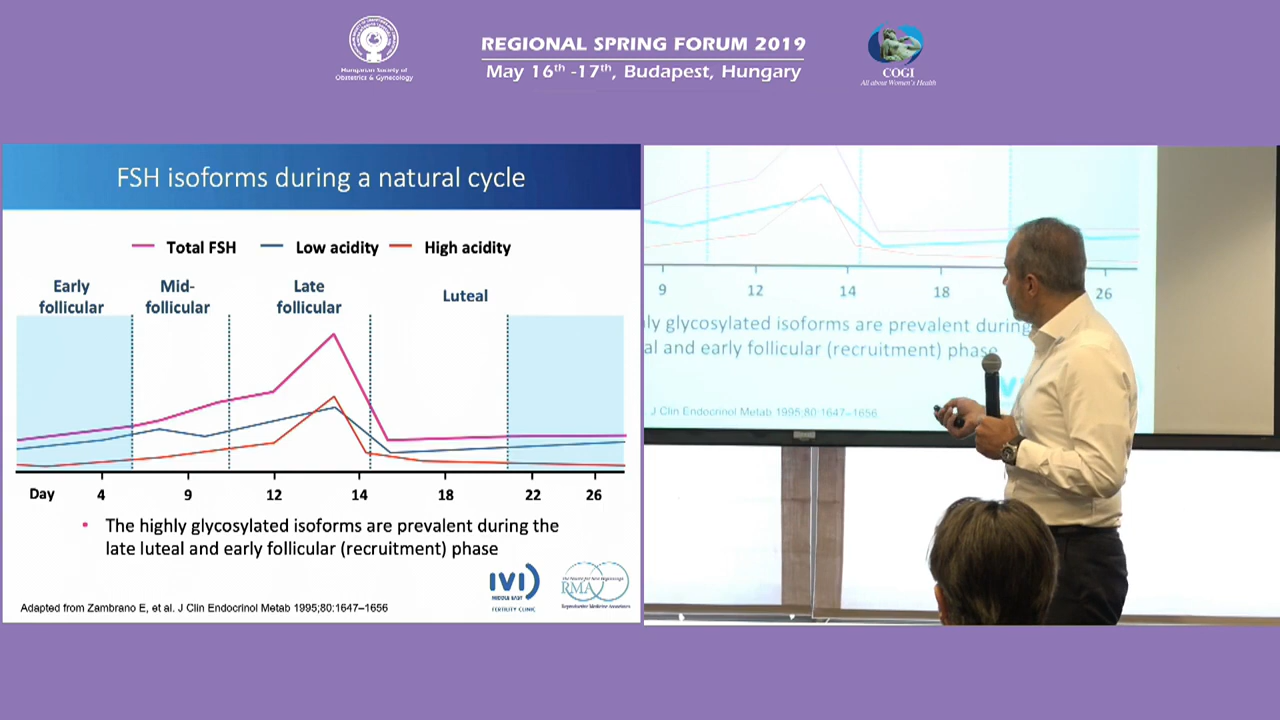 Hungarian Society of
Obstetrics & Gynecology
REGIONAL SPRING FORUM 2019
May 16th -17th, Budapest, Hungary
COGI
All about Women's Health
FSH isoforms during a natural cycle
Total FSH
Low acidity
High acidity
Early
follicular
Mid-
follicular
Late
follicular
Luteal
Day 4 9 12 14 18 22 26
• The highly glycosylated isoforms are prevalent during the
late luteal and early follicular (recruitment) phase
IVI
MIDDLE EAST
FERTILITY CLINIC
RMA
Reproductive Medicine Associates
Adapted from Zambrano E, et al. J Clin Endocrinol Metab 1995;80:1647–1656
9 12 14 18 26
ly glycosylated isoforms are prevalent during
al and early follicular (recruitment) phase
IVI
J Clin Endocrinol Metab 1995;80:1647–1656